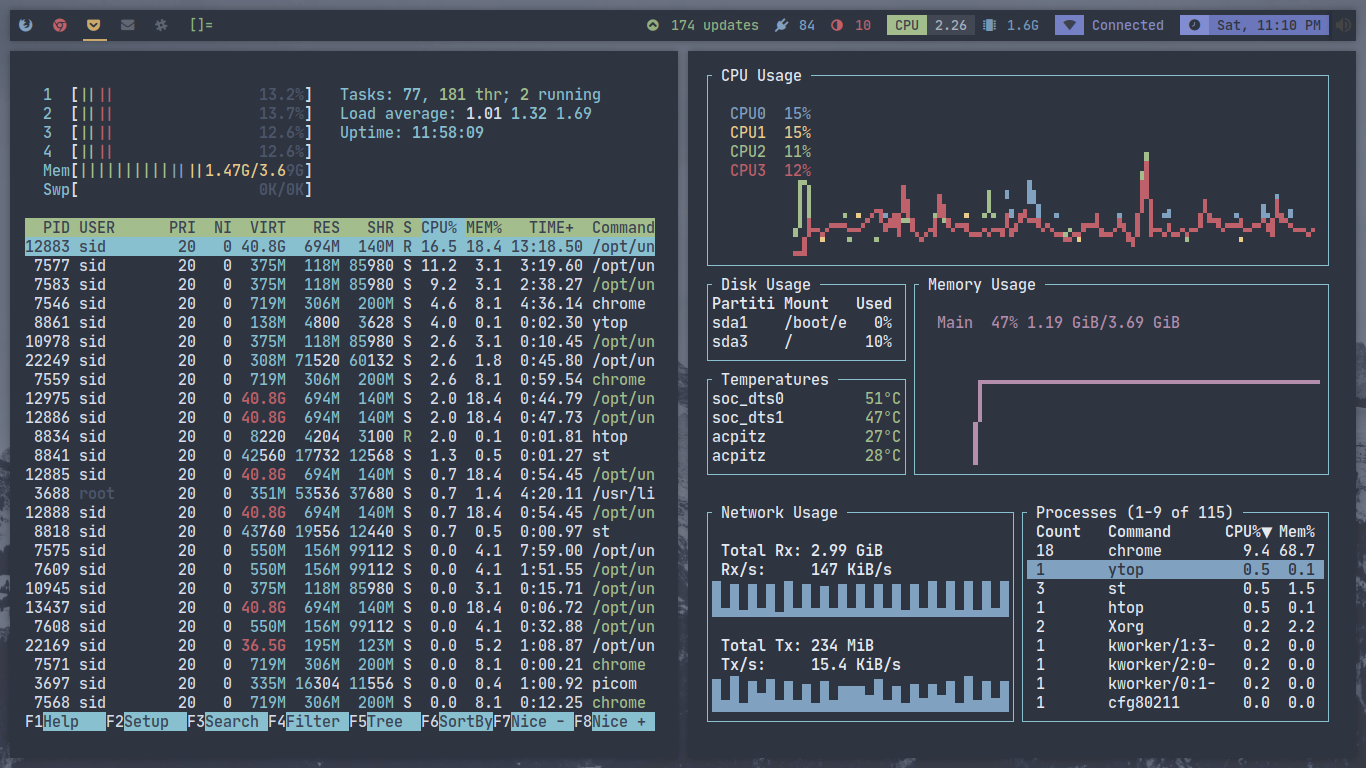 []= 174 updates 84 10 CPU 2.26 1.6G Connected Sat, 11:10 PM
1 [|| || 13.2%] Tasks: 77, 181 thr; 2 running
2 [|| || 13.7%] Load average: 1.01 1.32 1.69
3 [|| || 12.6%] Uptime: 11:58:09
4 [|| || 12.6%]
Mem[||||||||||||||1.47G/3.69G]
Swp[ 0K/0K]
PID USER PRI NI VIRT RES SHR S CPU% MEM% TIME+ Command
12883 sid 20 0 40.8G 694M 140M R 16.5 18.4 13:18.50 /opt/un
7577 sid 20 0 375M 118M 85980 S 11.2 3.1 3:19.60 /opt/un
7583 sid 20 0 375M 118M 85980 S 9.2 3.1 2:38.27 /opt/un
7546 sid 20 0 719M 306M 200M S 4.6 8.1 4:36.14 chrome
8861 sid 20 0 138M 4800 3628 S 4.0 0.1 0:02.30 ytop
10978 sid 20 0 375M 118M 85980 S 2.6 3.1 0:10.45 /opt/un
22249 sid 20 0 308M 71520 60132 S 2.6 1.8 0:45.80 /opt/un
7559 sid 20 0 719M 306M 200M S 2.6 8.1 0:59.54 chrome
12975 sid 20 0 40.8G 694M 140M S 2.0 18.4 0:44.79 /opt/un
12886 sid 20 0 40.8G 694M 140M S 2.0 18.4 0:47.73 /opt/un
8834 sid 20 0 8220 4204 3100 R 2.0 0.1 0:01.81 htop
8841 sid 20 0 42560 17732 12568 S 1.3 0.5 0:01.27 st
12885 sid 20 0 40.8G 694M 140M S 0.7 18.4 0:54.45 /opt/un
3688 root 20 0 351M 53536 37680 S 0.7 1.4 4:20.11 /usr/li
12888 sid 20 0 40.8G 694M 140M S 0.7 18.4 0:54.45 /opt/un
8818 sid 20 0 43760 19556 12440 S 0.7 0.5 0:00.97 st
7575 sid 20 0 550M 156M 99112 S 0.0 4.1 7:59.00 /opt/un
7609 sid 20 0 550M 156M 99112 S 0.0 4.1 1:51.55 /opt/un
10945 sid 20 0 375M 118M 85980 S 0.0 3.1 0:15.71 /opt/un
13437 sid 20 0 40.8G 694M 140M S 0.0 18.4 0:06.72 /opt/un
7608 sid 20 0 550M 156M 99112 S 0.0 4.1 0:32.88 /opt/un
22169 sid 20 0 36.5G 195M 123M S 0.0 5.2 1:08.87 /opt/un
7571 sid 20 0 719M 306M 200M S 0.0 8.1 0:00.21 chrome
3697 sid 20 0 335M 16304 11556 S 0.0 0.4 1:00.92 picom
7568 sid 20 0 719M 306M 200M S 0.0 8.1 0:12.25 chrome
F1Help F2Setup F3Search F4Filter F5Tree F6SortByF7Nice -F8Nice +
CPU Usage
CPU0 15%
CPU1 15%
CPU2 11%
CPU3 12%
Disk Usage
Partiti Mount Used
sda1 /boot/e 0%
sda3 / 10%
Memory Usage
Main 47% 1.19 GiB/3.69 GiB
Temperatures
soc_dts0 51°C
soc_dts1 47°C
acpitz 27°C
acpitz 28°C
Network Usage
Total Rx: 2.99 GiB
Rx/s: 147 KiB/s
Total Tx: 234 MiB
Tx/s: 15.4 KiB/s
Processes (1-9 of 115)
Count Command CPU%▼ Mem%
18 chrome 9.4 68.7
1 ytop 0.5 0.1
3 st 0.5 1.5
1 htop 0.5 0.1
2 Xorg 0.2 2.2
1 kworker/1:3- 0.2 0.0
1 kworker/2:0- 0.2 0.0
1 kworker/0:1- 0.2 0.0
1 cfg80211 0.0 0.0